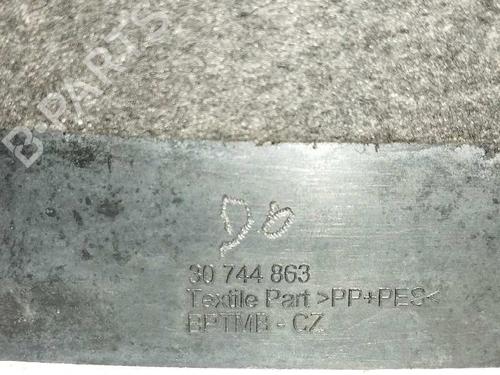 B-PARTS
30 744 863
Textile Part >PP+PES<
BPTMB - CZ